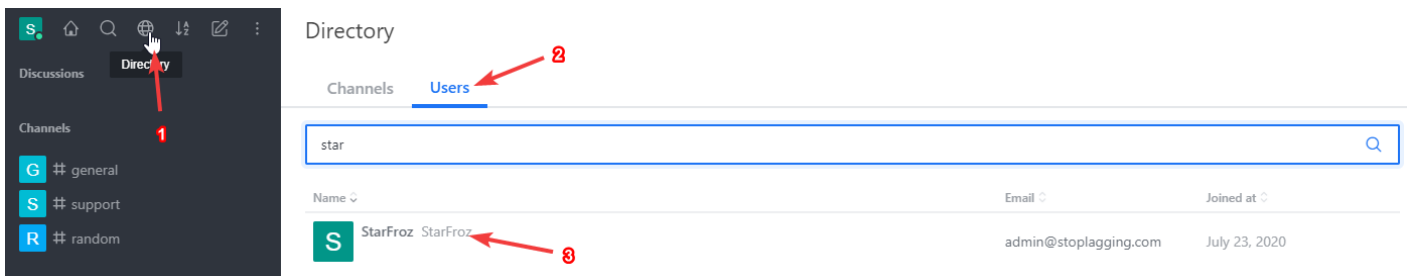 S
Directory
Discussions
Channels
G # general
S # support
R # random
1
Directory
2
Channels Users
star
Name Email Joined at
S StarFroz StarFroz admin@stoplagging.com July 23, 2020
3